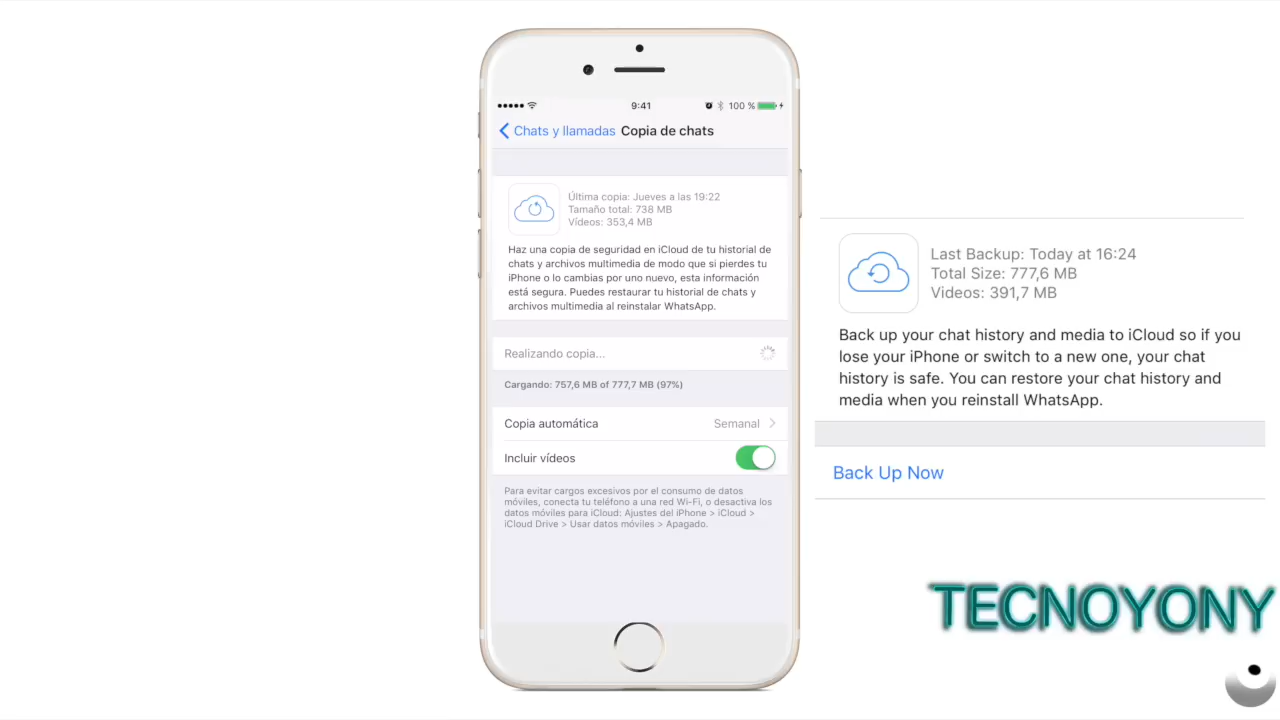 9:41
100 %
Chats y llamadas Copia de chats
Última copia: Jueves a las 19:22
Tamaño total: 738 MB
Vídeos: 353,4 MB
Haz una copia de seguridad en iCloud de tu historial de
chats y archivos multimedia de modo que si pierdes tu
iPhone o lo cambias por uno nuevo, esta información
está segura. Puedes restaurar tu historial de chats y
archivos multimedia al reinstalar WhatsApp.
Realizando copia...
Cargando: 757,6 MB of 777,7 MB (97%)
Copia automática Semanal
Incluir vídeos
Para evitar cargos excesivos por el consumo de datos
móviles, conecta tu teléfono a una red Wi-Fi, o desactiva los
datos móviles para iCloud: Ajustes del iPhone > iCloud >
iCloud Drive > Usar datos móviles > Apagado.
Last Backup: Today at 16:24
Total Size: 777,6 MB
Videos: 391,7 MB
Back up your chat history and media to iCloud so if you
lose your iPhone or switch to a new one, your chat
history is safe. You can restore your chat history and
media when you reinstall WhatsApp.
Back Up Now
TECNOYONY